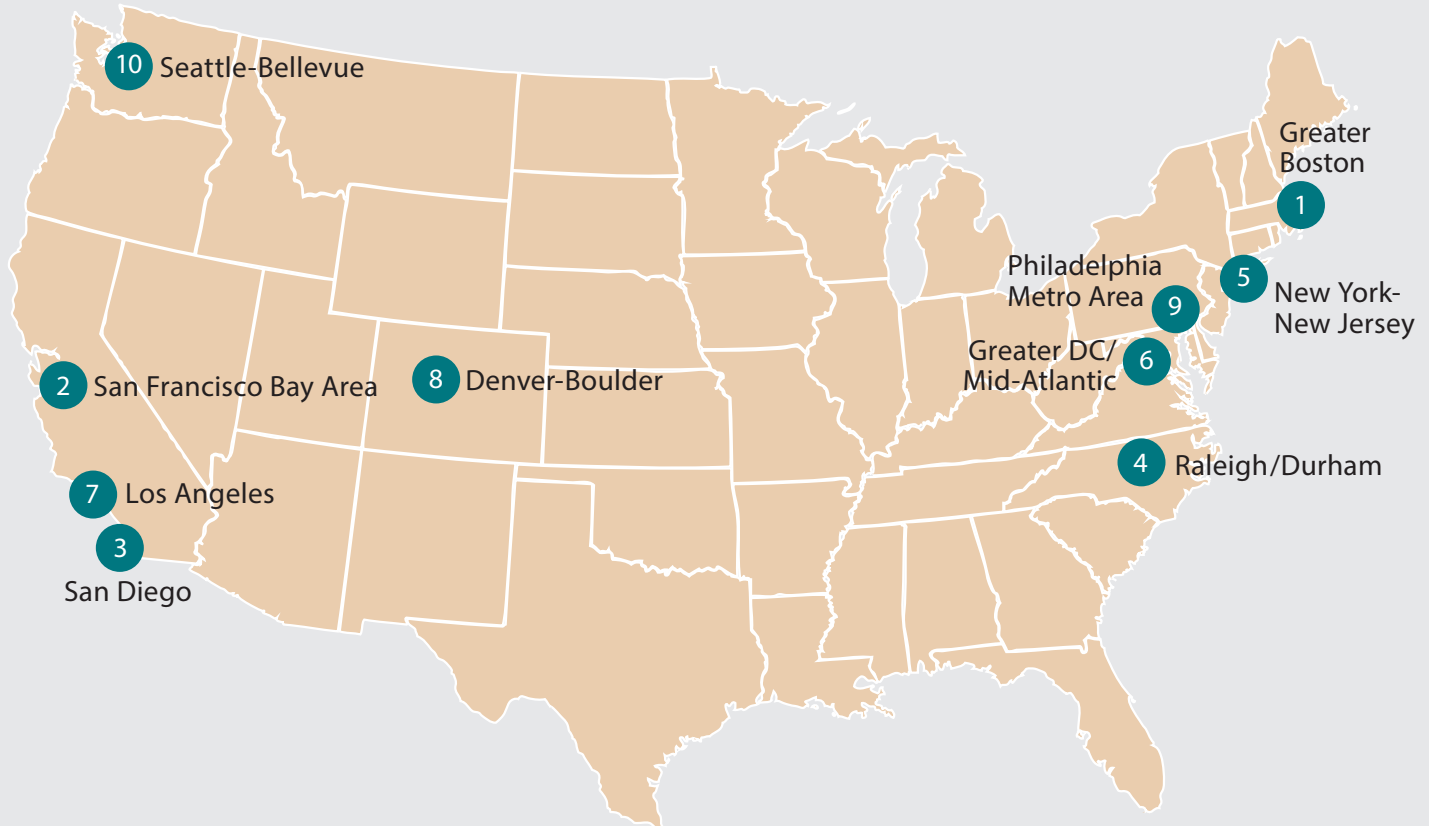 10 Seattle-Bellevue
Greater
Boston
1
Philadelphia
Metro Area
9
5
New York-
New Jersey
Greater DC/
Mid-Atlantic
6
2 San Francisco Bay Area
8 Denver-Boulder
4 Raleigh/Durham
7 Los Angeles
3
San Diego